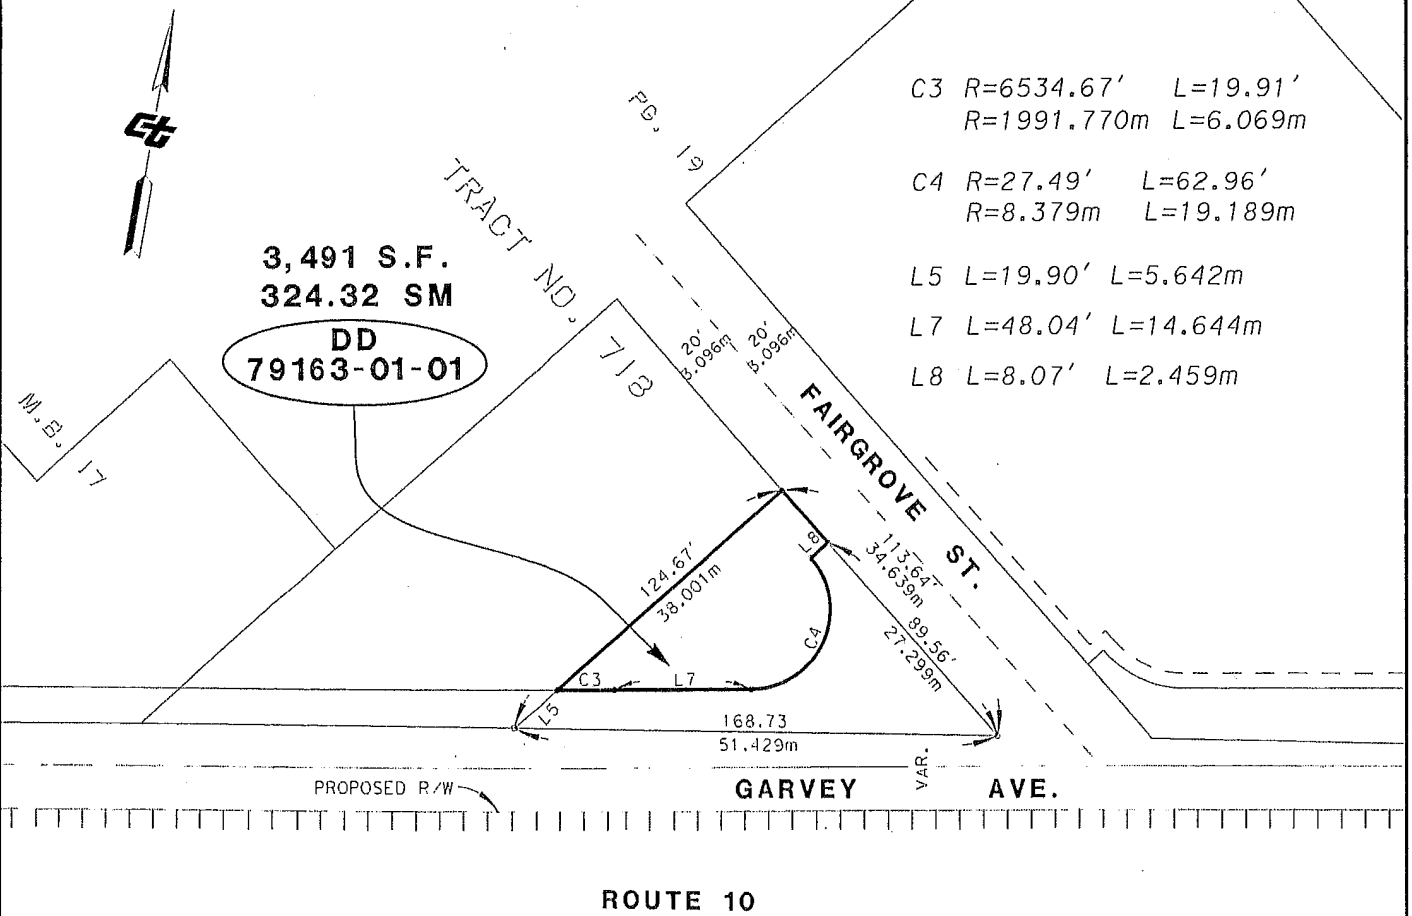 C3 R=6534.67' L=19.91'
R=1991.770m L=6.069m
C4 R=27.49' L=62.96'
R=8.379m L=19.189m
L5 L=19.90' L=5.642m
L7 L=48.04' L=14.644m
L8 L=8.07' L=2.459m
Ct
PG. 19
TRACT NO.
718
M.B. 17
3,491 S.F.
324.32 SM
DD
79163-01-01
20'
3.096m
20'
3.096m
FAIRGROVE ST.
124.67'
38.001m
L8
113.64'
34.639m
89.56'
27.299m
C4
C3
L7
L5
168.73
51.429m
VAR.
PROPOSED R/W
GARVEY AVE.
ROUTE 10